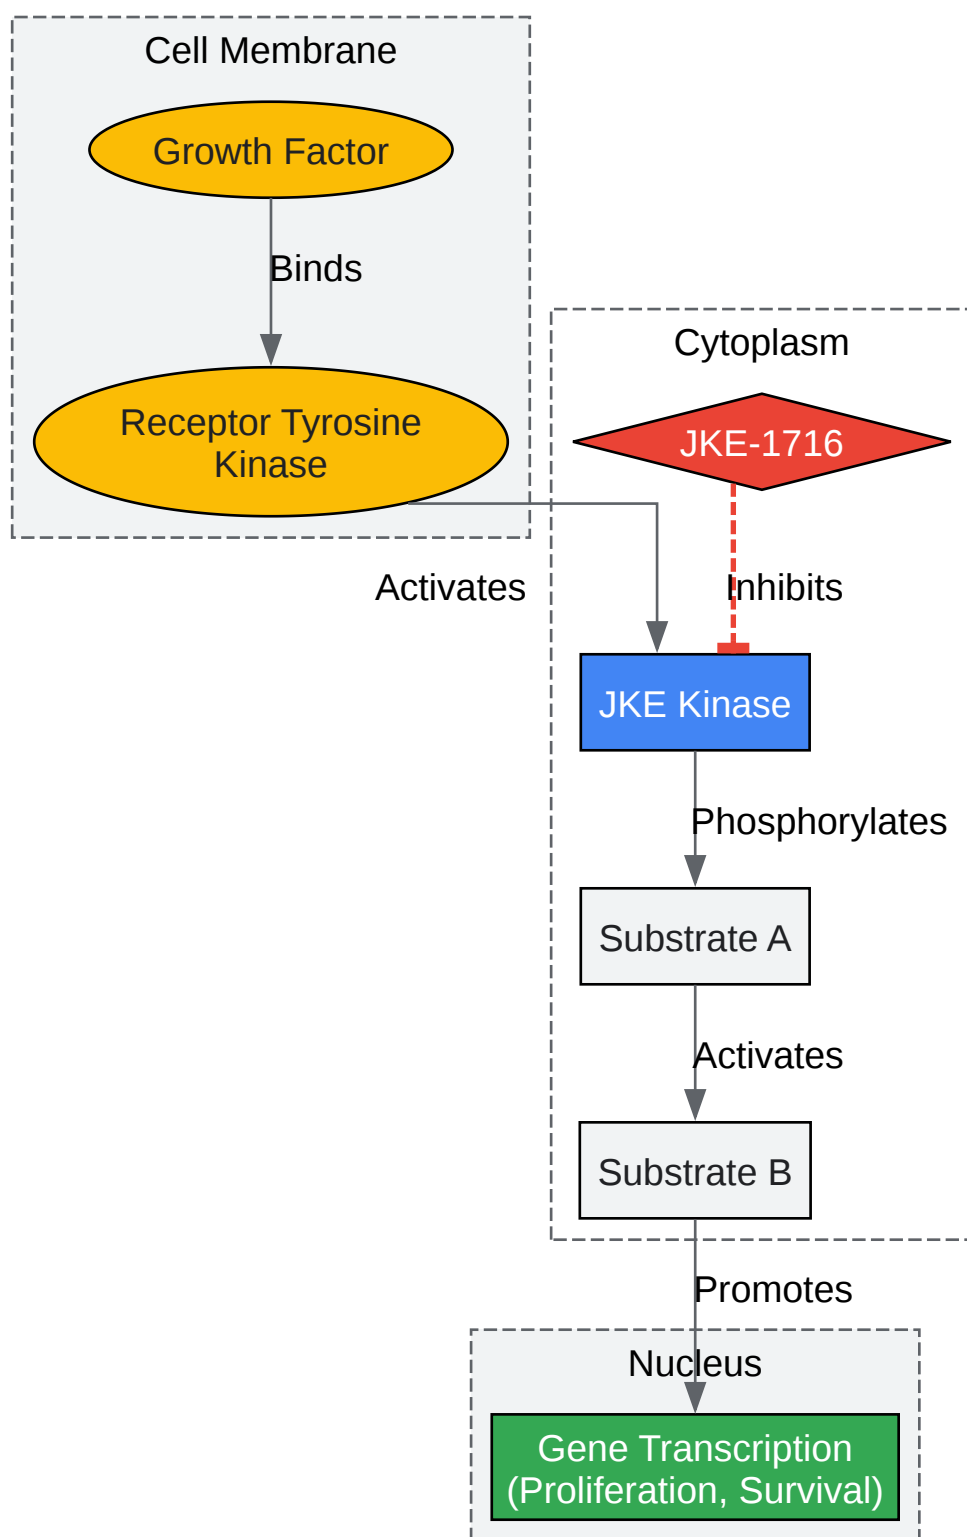 Cell Membrane
Growth Factor
Binds
Receptor Tyrosine
Kinase
Activates
Cytoplasm
JKE-1716
Inhibits
JKE Kinase
Phosphorylates
Substrate A
Activates
Substrate B
Promotes
Nucleus
Gene Transcription
(Proliferation, Survival)